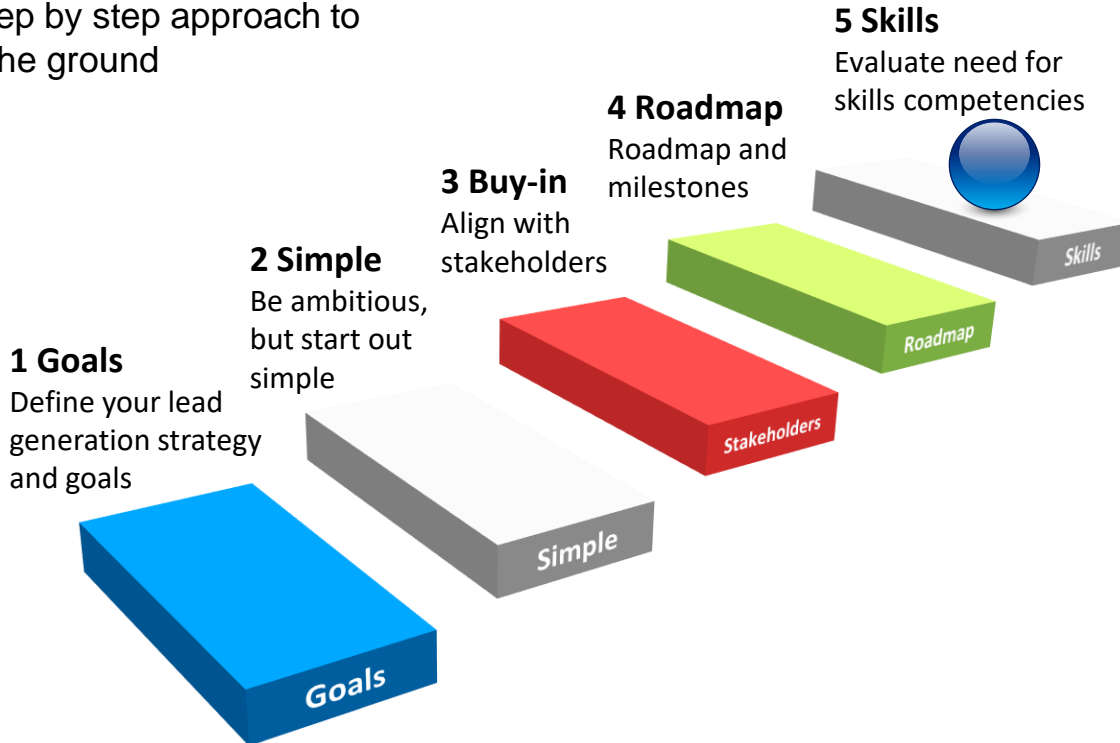 ep by step approach to
he ground
1 Goals
Define your lead
generation strategy
and goals
2 Simple
Be ambitious,
but start out
simple
3 Buy-in
Align with
stakeholders
4 Roadmap
Roadmap and
milestones
5 Skills
Evaluate need for
skills competencies
Goals
Simple
Stakeholders
Roadmap
Skills